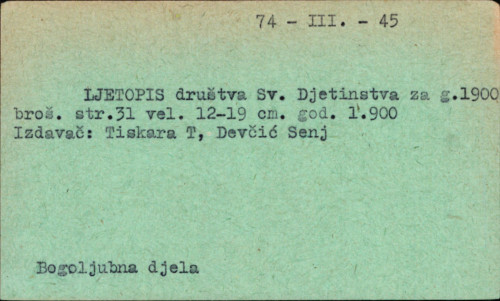 74 - III. - 45
LJETOPIS društva Sv. Djetinstva za g.1900
broš. str.31 vel. 12-19 cm. god. 1.900
Izdavač: Tiskara T, Devčić Senj
Bogoljubna djela